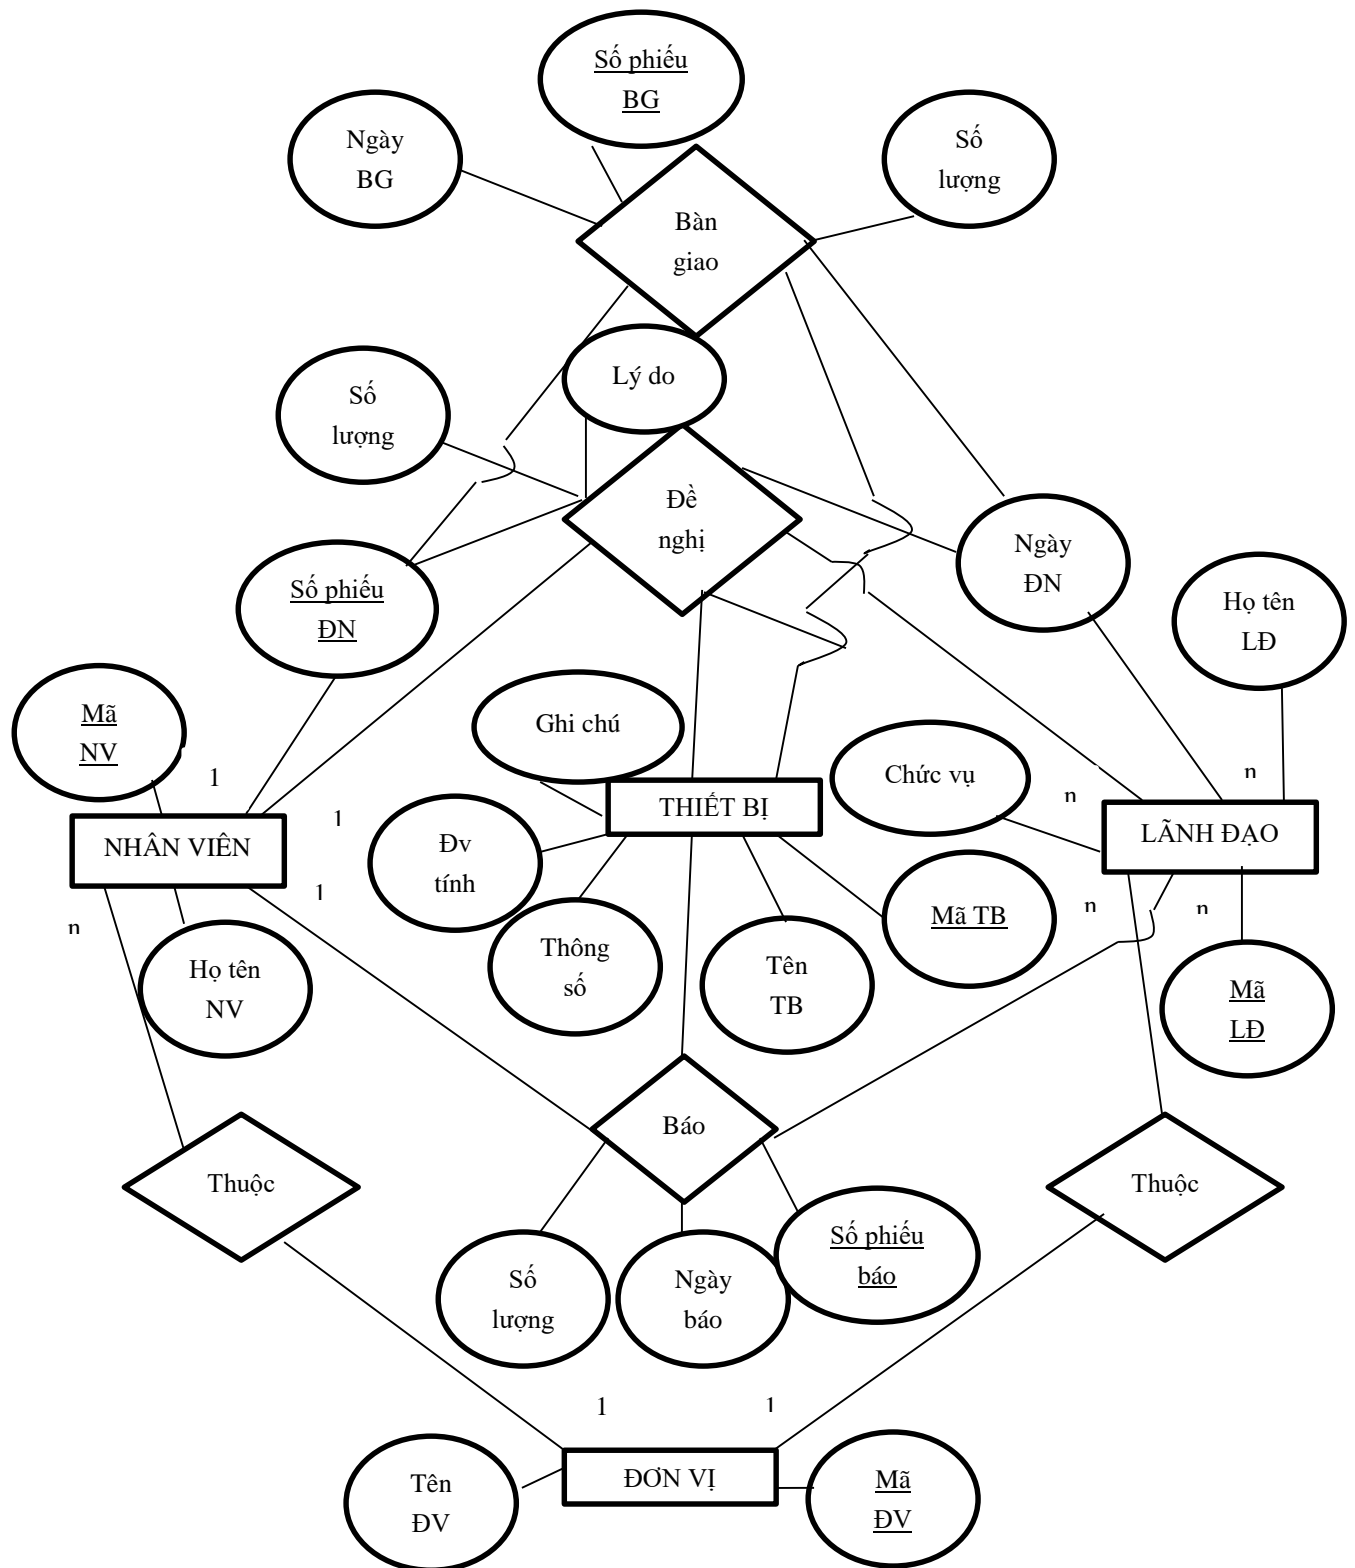 Số phiếu
BG
Ngày
BG
Số
lượng
Bàn
giao
Lý do
Số
lượng
Đề
nghị
Ngày
ĐN
Số phiếu
ĐN
Họ tên
LĐ
Mã
NV
Ghi chú
Chức vụ
1
n
n
THIẾT BỊ
1
LÃNH ĐẠO
NHÂN VIÊN
Đv
tính
1
n
n
n
Mã TB
Thông
số
Tên
TB
Họ tên
NV
Mã
LĐ
Báo
Thuộc
Thuộc
Số phiếu
báo
Số
lượng
Ngày
báo
1
1
Tên
ĐV
ĐƠN VỊ
Mã
ĐV